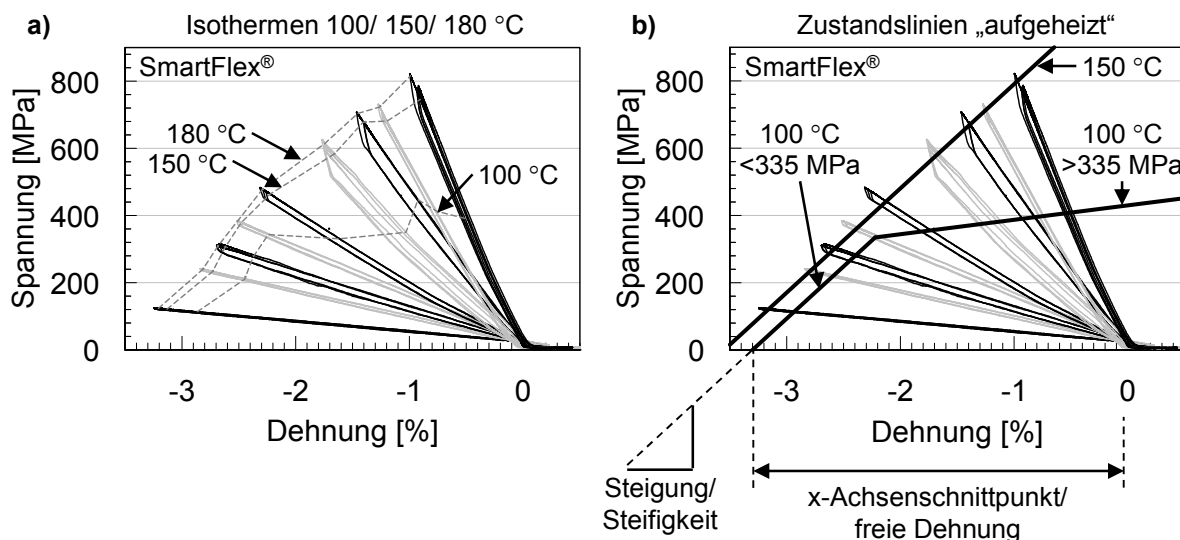 a) Isothermen 100/ 150/ 180 °C
SmartFlex®
Spannung [MPa]
800
600
400
200
0
180 °C
150 °C
100 °C
-3
-2
-1
0
Dehnung [%]
b) Zustandslinien „aufgeheizt“
SmartFlex®
Spannung [MPa]
800
600
400
200
0
150 °C
100 °C
<335 MPa
100 °C
>335 MPa
-3
-2
-1
0
Dehnung [%]
Steigung/
Steifigkeit
x-Achsenschnittpunkt/
freie Dehnung